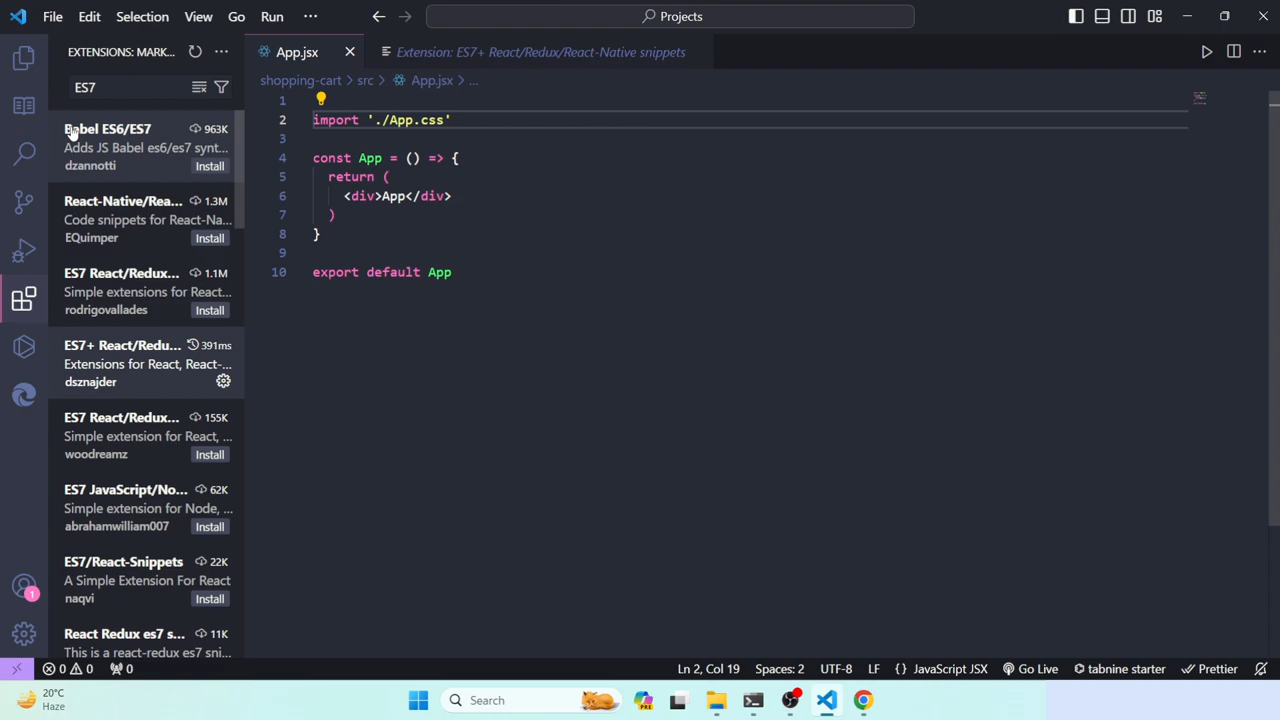 File Edit Selection View Go Run ··· Projects
EXTENSIONS: MARK... ···
ES7
Babel ES6/ES7 963K
Adds JS Babel es6/es7 synt...
dzannotti Install
React-Native/Rea... 1.3M
Code snippets for React-Na...
EQuimper Install
ES7 React/Redux... 1.1M
Simple extensions for React...
rodrigovallades Install
ES7+ React/Redu... 391ms
Extensions for React, React-...
dsznajder
ES7 React/Redux... 155K
Simple extension for React, ...
woodreamz Install
ES7 JavaScript/No... 62K
Simple extension for Node, ...
abrahamwilliam007 Install
ES7/React-Snippets 22K
A Simple Extension For React
naqvi Install
React Redux es7 s... 11K
This is a react-redux es7 sni...
1
App.jsx Extension: ES7+ React/Redux/React-Native snippets ···
shopping-cart > src > App.jsx > ...
1
2 import './App.css'
3
4 const App = () => {
5 return (
6 <div>App</div>
7 )
8 }
9
10 export default App
0 0 0 Ln 2, Col 19 Spaces: 2 UTF-8 LF {} JavaScript JSX Go Live tabnine starter Prettier
20°C
Haze
Search
PRE